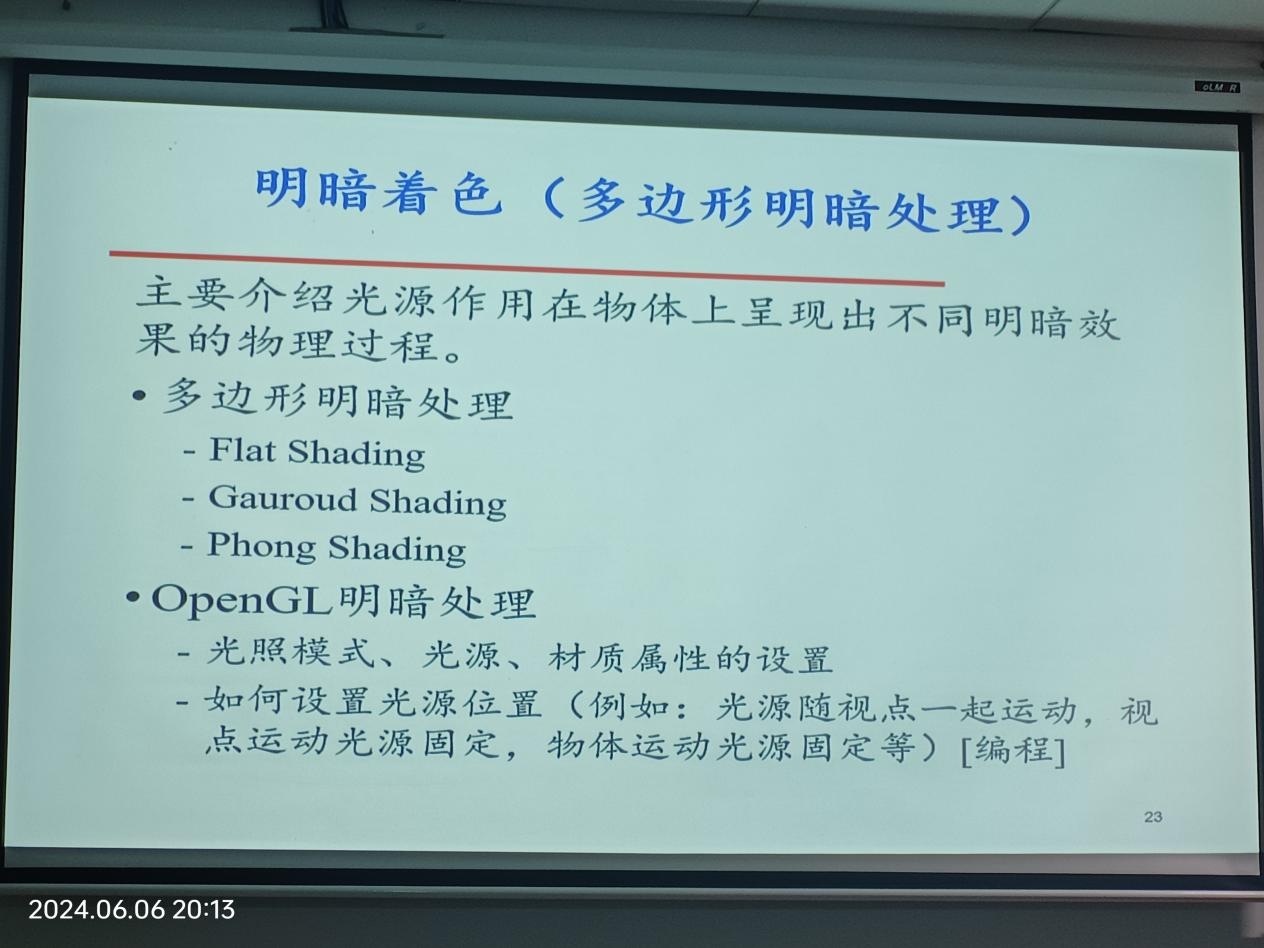 明暗着色（多边形明暗处理）
主要介绍光源作用在物体上呈现出不同明暗效
果的物理过程。
• 多边形明暗处理
- Flat Shading
- Gauroud Shading
- Phong Shading
• OpenGL明暗处理
- 光照模式、光源、材质属性的设置
- 如何设置光源位置（例如：光源随视点一起运动，视
点运动光源固定，物体运动光源固定等）[编程]
23
2024.06.06 20:13